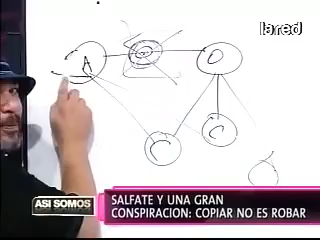 lared
A
D
C
C
ASI SOMOS
SALFATE Y UNA GRAN
CONSPIRACION: COPIAR NO ES ROBAR